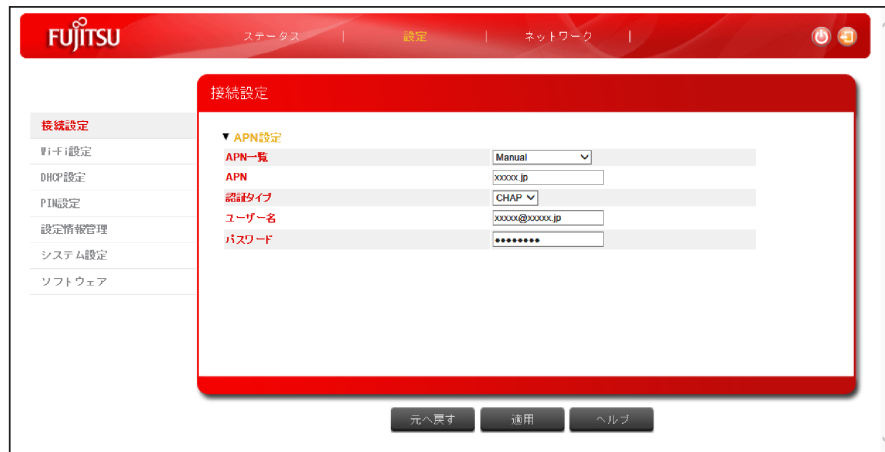 FUJITSU
ステータス | 設定 | ネットワーク |
接続設定
接続設定
Wi-Fi設定
DHCP設定
PIN設定
設定情報管理
システム設定
ソフトウェア
▼ APN設定
APN一覧 Manual
APN xxxxx.jp
認証タイプ CHAP
ユーザー名 xxxxx@xxxxx.jp
パスワード ●●●●●●●●
元へ戻す 適用 ヘルプ